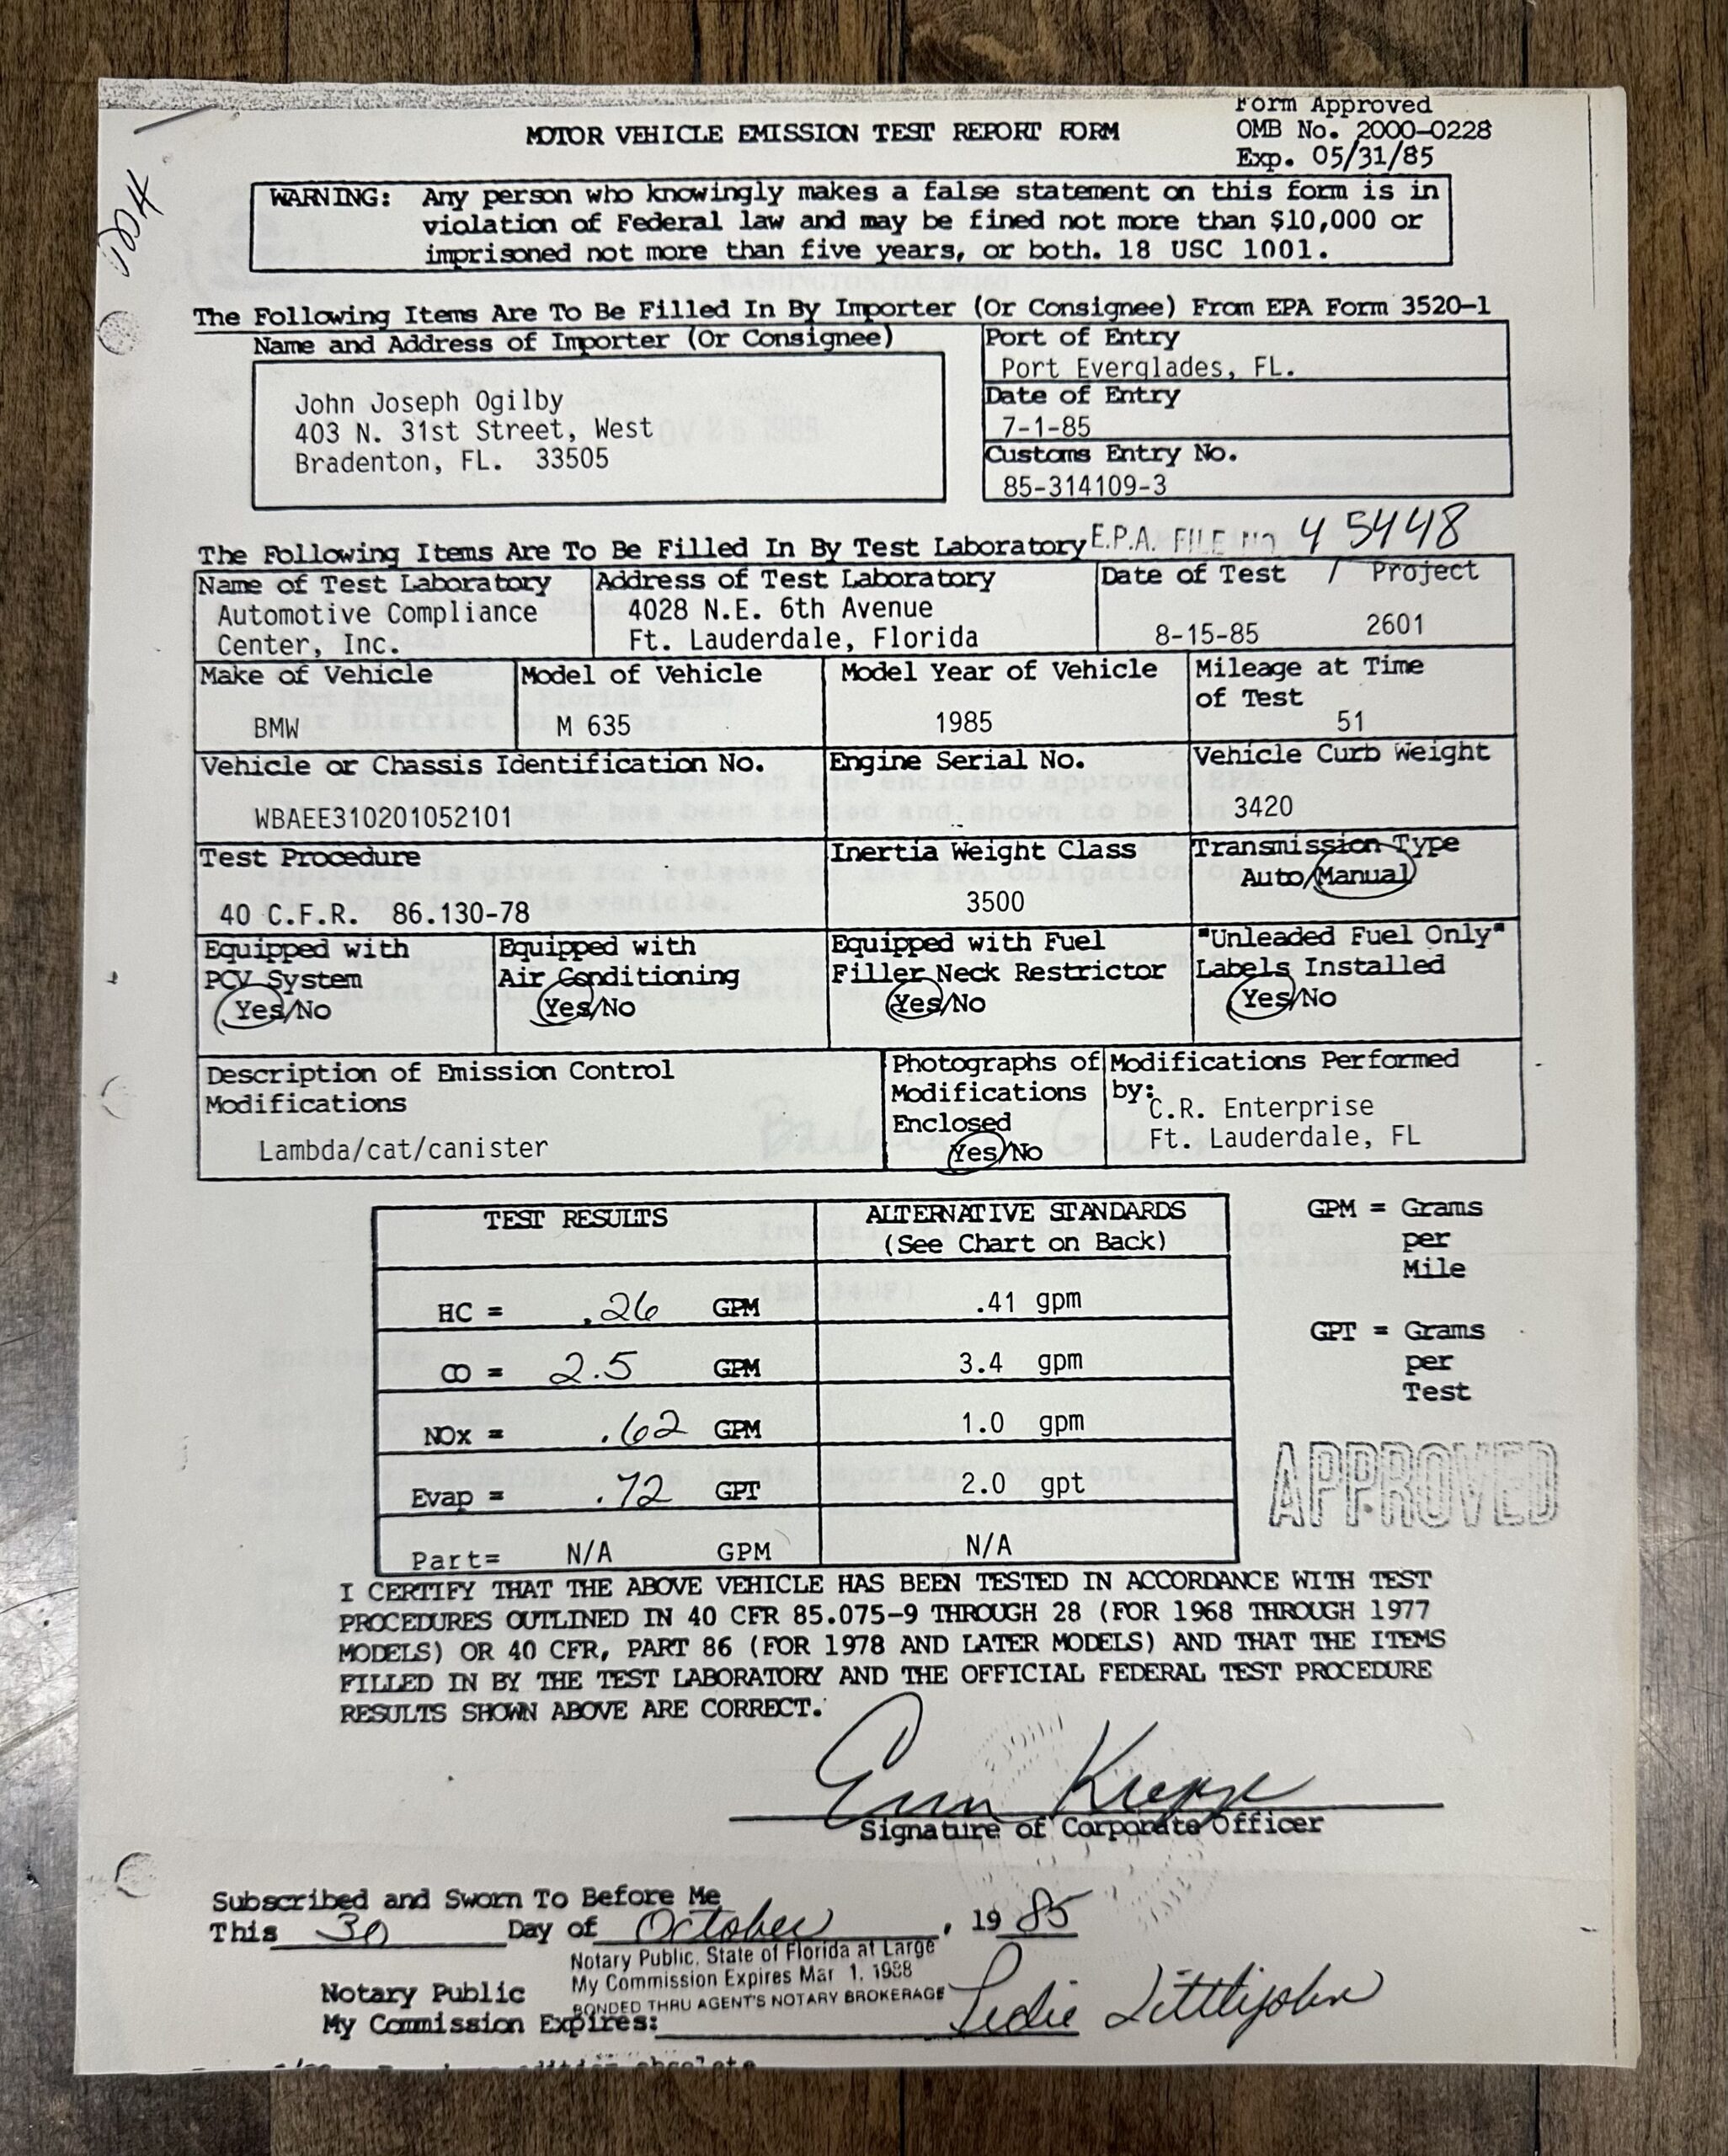 Form Approved
OMB No. 2000-0228
Exp. 05/31/85
MOTOR VEHICLE EMISSION TEST REPORT FORM
WARNING: Any person who knowingly makes a false statement on this form is in
violation of Federal law and may be fined not more than $10,000 or
imprisoned not more than five years, or both. 18 USC 1001.
The Following Items Are To Be Filled In By Importer (Or Consignee) From EPA Form 3520-1
Name and Address of Importer (Or Consignee)
John Joseph Ogilby
403 N. 31st Street, West
Bradenton, FL. 33505
Port of Entry
Port Everglades, FL.
Date of Entry
7-1-85
Customs Entry No.
85-314109-3
The Following Items Are To Be Filled In By Test Laboratory E.P.A. FILE no 45448
Name of Test Laboratory
Automotive Compliance
Center, Inc.
Address of Test Laboratory
4028 N.E. 6th Avenue
Ft. Lauderdale, Florida
Date of Test / Project
8-15-85 2601
Make of Vehicle
BMW
Model of Vehicle
M 635
Model Year of Vehicle
1985
Mileage at Time
of Test
51
Vehicle or Chassis Identification No.
WBAEE310201052101
Engine Serial No.
Vehicle Curb Weight
3420
Test Procedure
40 C.F.R. 86.130-78
Inertia Weight Class
3500
Transmission Type
Auto/Manual
Equipped with
PCV System
Yes/No
Equipped with
Air Conditioning
Yes/No
Equipped with Fuel
Filler Neck Restrictor
Yes/No
"Unleaded Fuel Only"
Labels Installed
Yes/No
Description of Emission Control
Modifications
Lambda/cat/canister
Photographs of
Modifications
Enclosed
Yes/No
Modifications Performed
by:
C.R. Enterprise
Ft. Lauderdale, FL
TEST RESULTS
ALTERNATIVE STANDARDS
(See Chart on Back)
HC = .26 GPM .41 gpm
CO = 2.5 GPM 3.4 gpm
NOx = .62 GPM 1.0 gpm
Evap = .72 GPT 2.0 gpt
Part= N/A GPM N/A
GPM = Grams
per
Mile
GPT = Grams
per
Test
APPROVED
I CERTIFY THAT THE ABOVE VEHICLE HAS BEEN TESTED IN ACCORDANCE WITH TEST
PROCEDURES OUTLINED IN 40 CFR 85.075-9 THROUGH 28 (FOR 1968 THROUGH 1977
MODELS) OR 40 CFR, PART 86 (FOR 1978 AND LATER MODELS) AND THAT THE ITEMS
FILLED IN BY THE TEST LABORATORY AND THE OFFICIAL FEDERAL TEST PROCEDURE
RESULTS SHOWN ABOVE ARE CORRECT.
Signature of Corporate Officer
Subscribed and Sworn To Before Me
This 30 Day of October, 19 85
Notary Public, State of Florida at Large
My Commission Expires Mar 1, 1988
BONDED THRU AGENT'S NOTARY BROKERAGE
Notary Public
My Commission Expires:
Littlejohn
edition obsolete